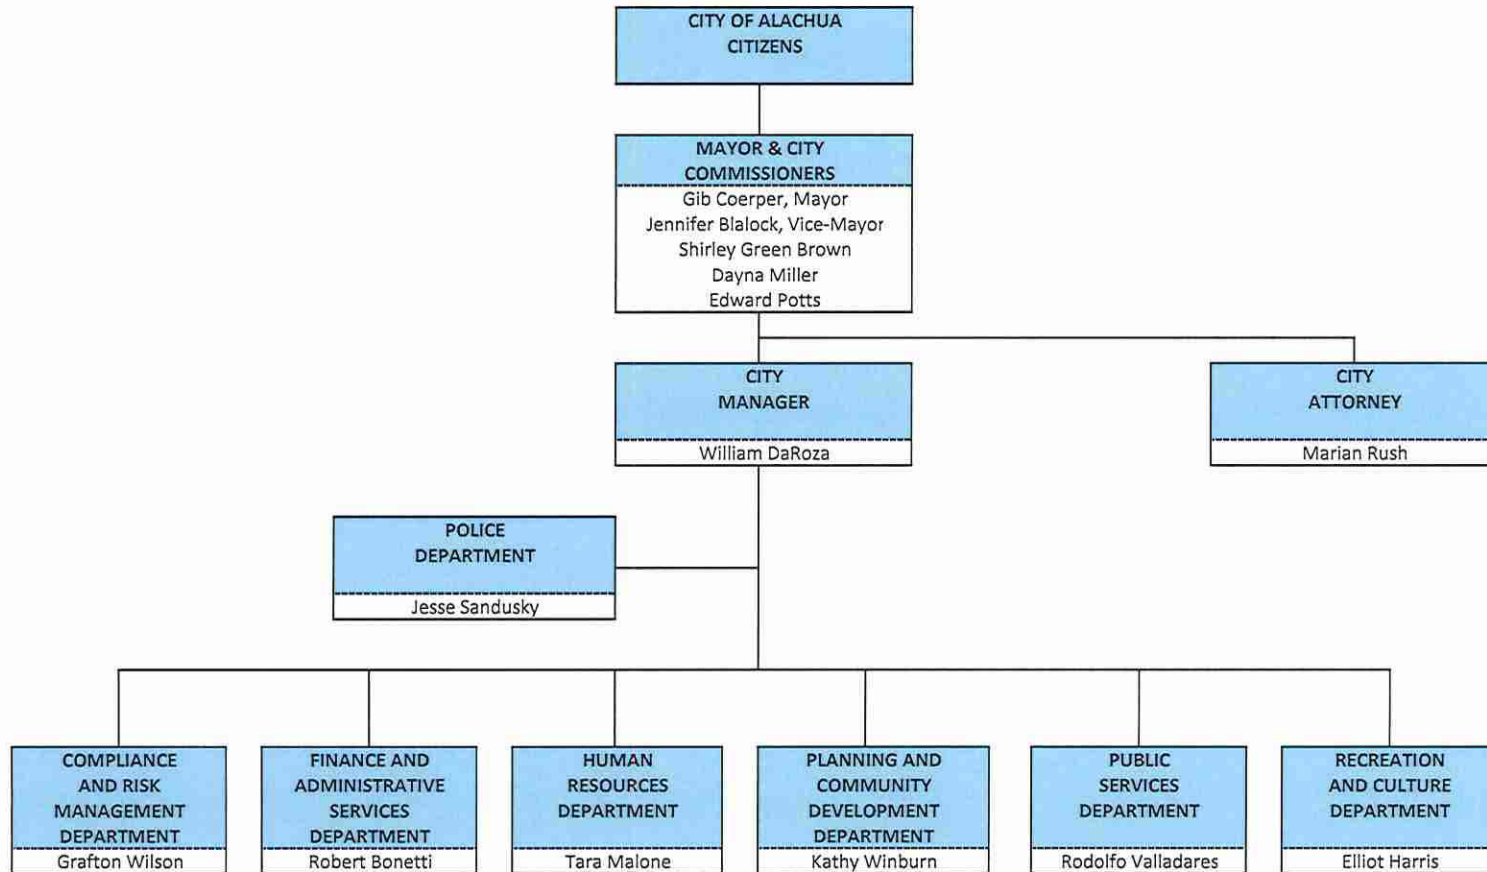 CITY OF ALACHUA
CITIZENS
MAYOR & CITY
COMMISSIONERS
Gib Coerper, Mayor
Jennifer Blalock, Vice-Mayor
Shirley Green Brown
Dayna Miller
Edward Potts
CITY
MANAGER
William DaRoza
CITY
ATTORNEY
Marian Rush
POLICE
DEPARTMENT
Jesse Sandusky
COMPLIANCE
AND RISK
MANAGEMENT
DEPARTMENT
Grafton Wilson
FINANCE AND
ADMINISTRATIVE
SERVICES
DEPARTMENT
Robert Bonetti
HUMAN
RESOURCES
DEPARTMENT
Tara Malone
PLANNING AND
COMMUNITY
DEVELOPMENT
DEPARTMENT
Kathy Winburn
PUBLIC
SERVICES
DEPARTMENT
Rodolfo Valladares
RECREATION
AND CULTURE
DEPARTMENT
Elliot Harris